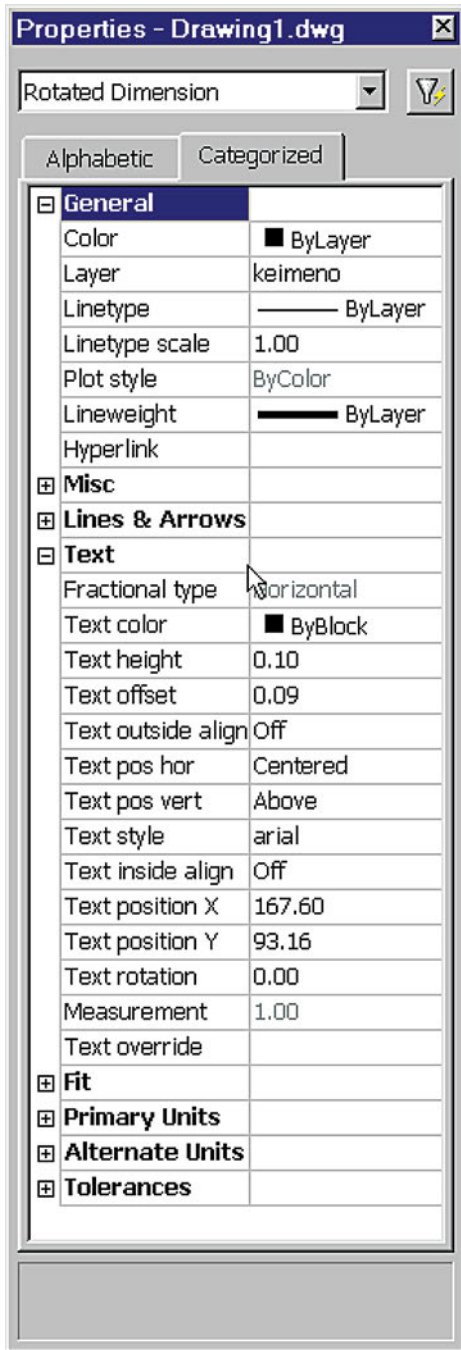 Properties - Drawing1.dwg
Rotated Dimension
Alphabetic Categorized
General
Color ByLayer
Layer keimeno
Linetype ByLayer
Linetype scale 1.00
Plot style ByColor
Lineweight ByLayer
Hyperlink
Misc
Lines & Arrows
Text
Fractional type Horizontal
Text color ByBlock
Text height 0.10
Text offset 0.09
Text outside align Off
Text pos hor Centered
Text pos vert Above
Text style arial
Text inside align Off
Text position X 167.60
Text position Y 93.16
Text rotation 0.00
Measurement 1.00
Text override
Fit
Primary Units
Alternate Units
Tolerances